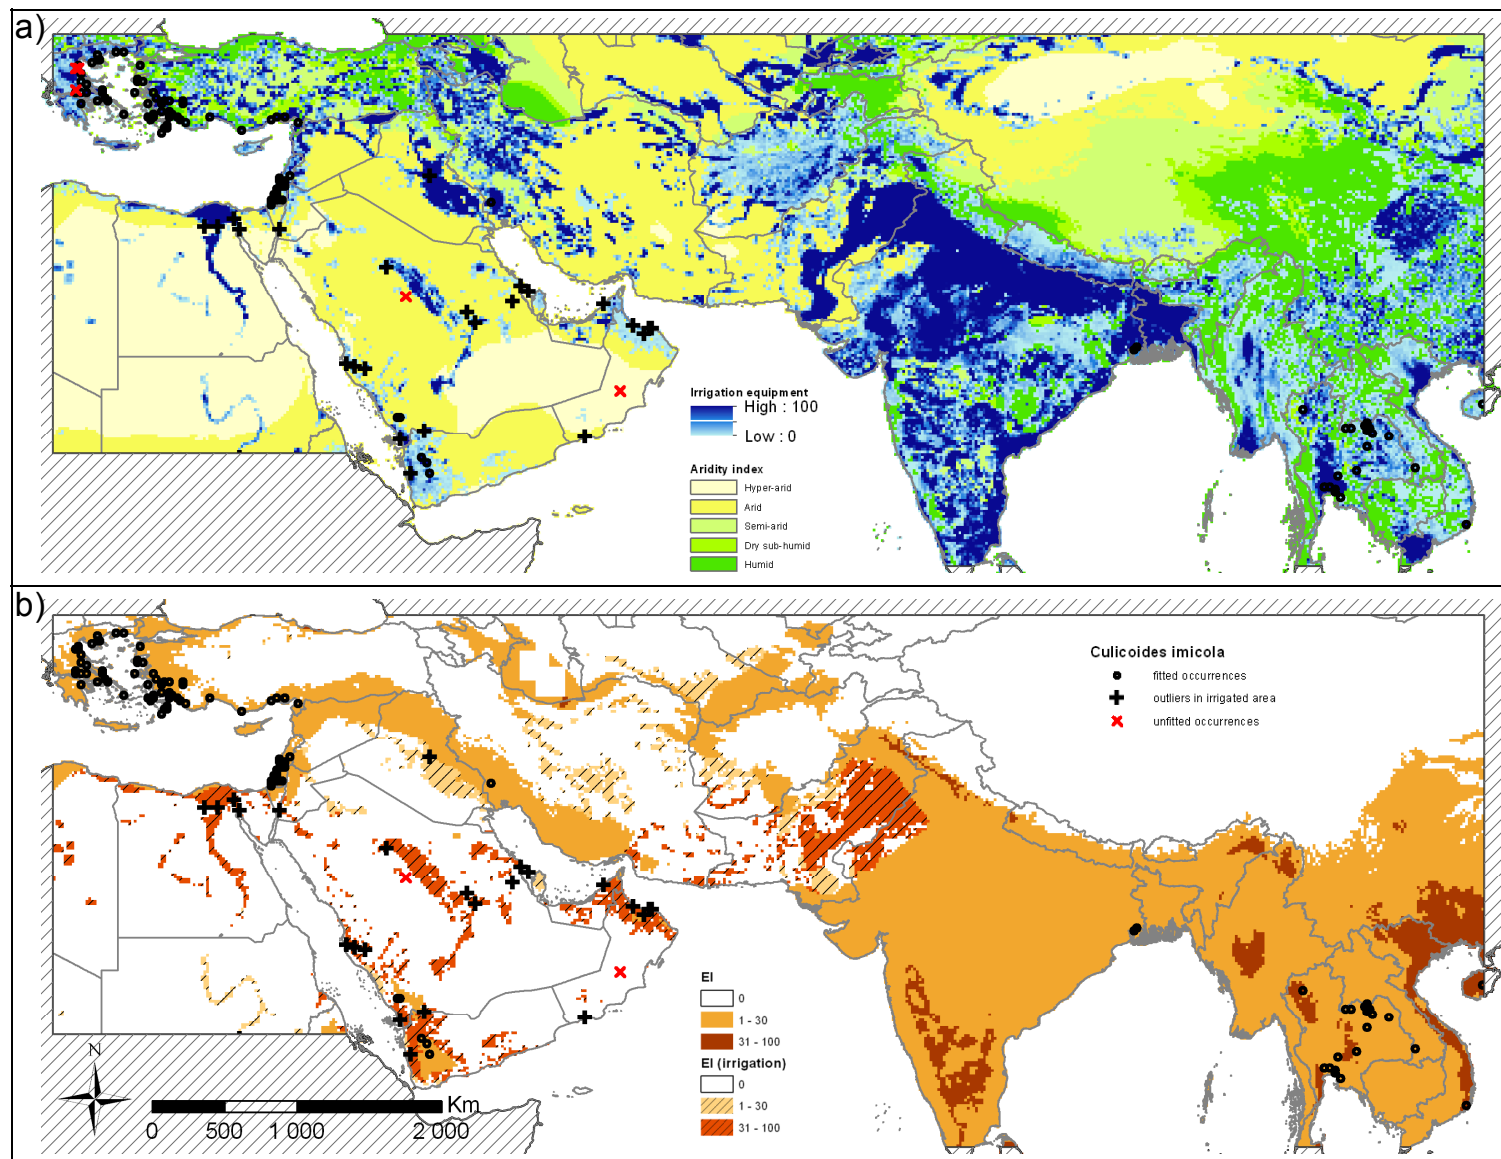 a)
Irrigation equipment
High : 100
Low : 0
Aridity index
Hyper-arid
Arid
Semi-arid
Dry sub-humid
Humid
b)
Culicoides imicola
fitted occurrences
outliers in irrigated area
unfitted occurrences
EI
0
1 - 30
31 - 100
EI (irrigation)
0
1 - 30
31 - 100
N
Km
0 500 1 000 2 000